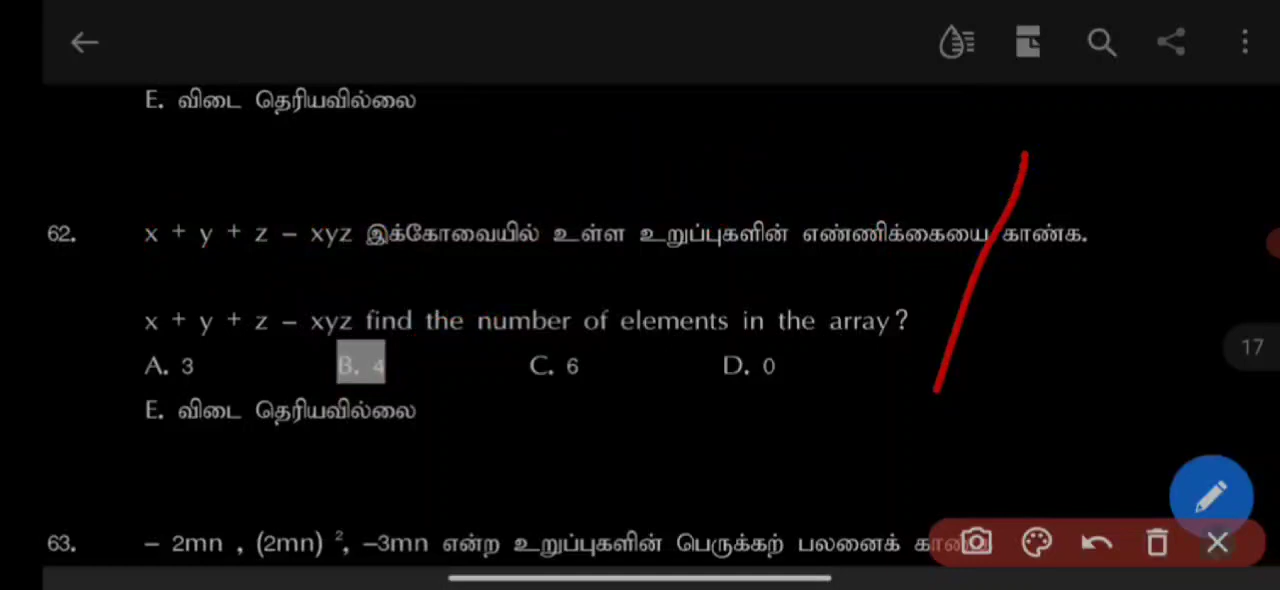 E. விடை தெரியவில்லை
62. x + y + z – xyz இக்கோவையில் உள்ள உறுப்புகளின் எண்ணிக்கையை காண்க.
x + y + z – xyz find the number of elements in the array?
A. 3 B. 4 C. 6 D. 0
17
E. விடை தெரியவில்லை
63. – 2mn , (2mn) ², –3mn என்ற உறுப்புகளின் பெருக்கற் பலனைக்